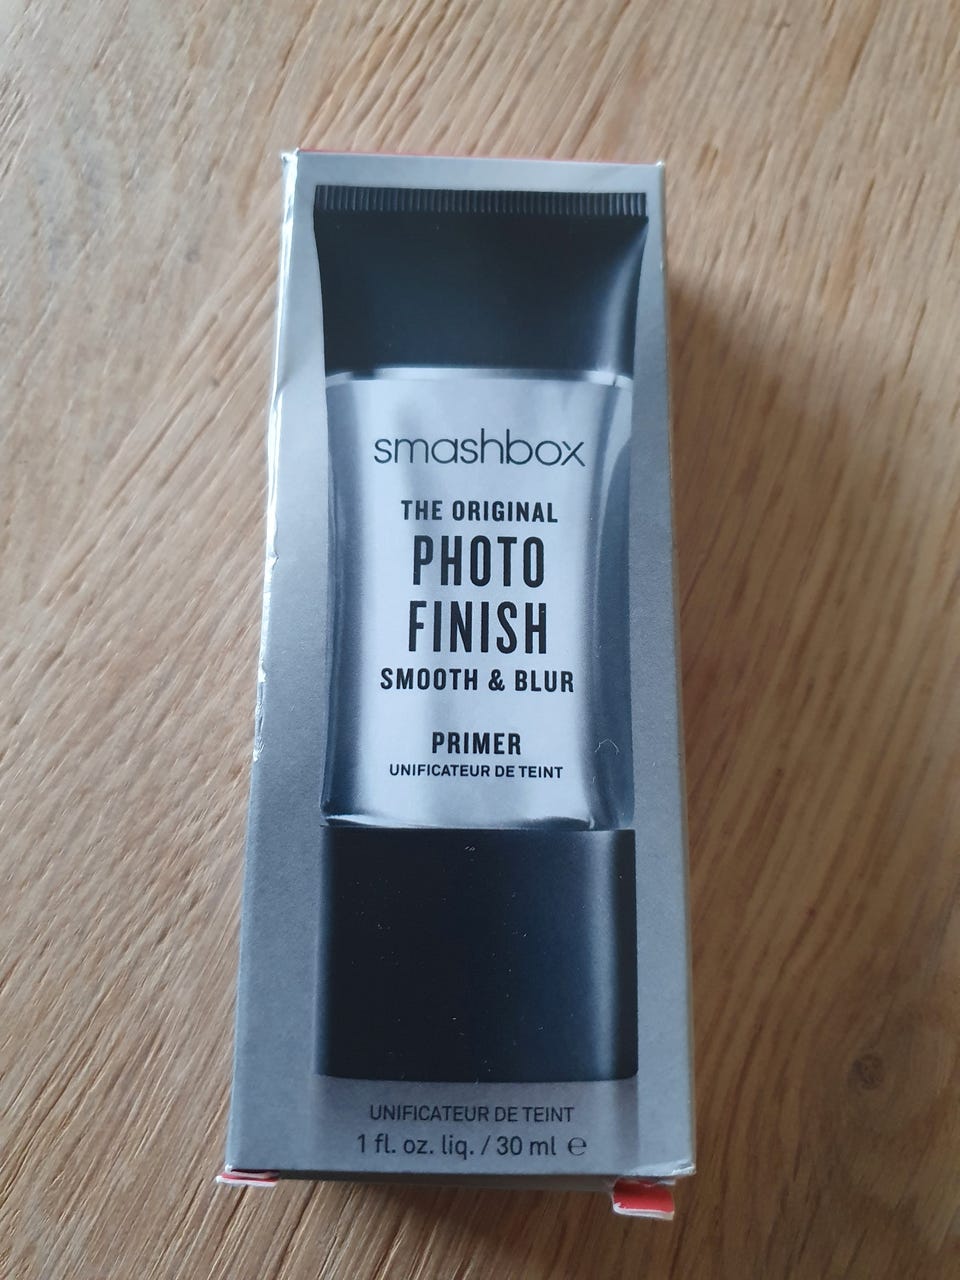 smashbox
THE ORIGINAL
PHOTO
FINISH
SMOOTH & BLUR
PRIMER
UNIFICATEUR DE TEINT
UNIFICATEUR DE TEINT
1 fl. oz. liq. / 30 ml ℮